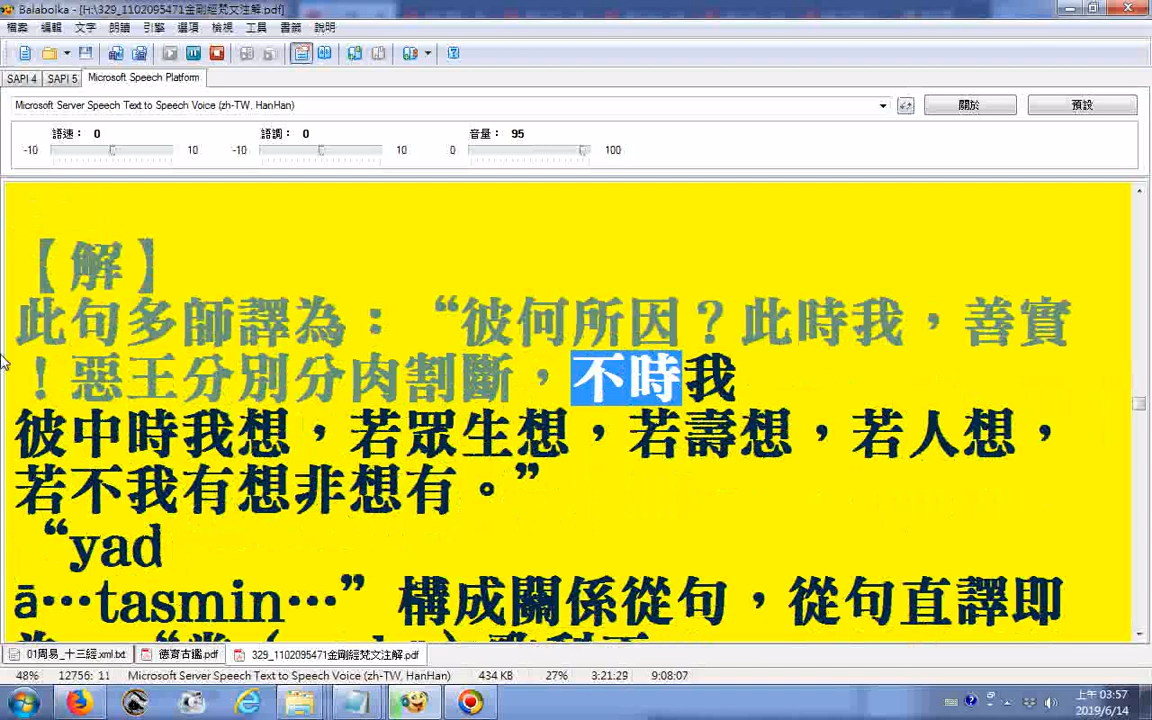 Balabolka - [H:\329_1102095471金剛經梵文注解.pdf]
檔案 編輯 文字 朗讀 引擎 選項 檢視 工具 書籤 說明
SAPI 4 SAPI 5 Microsoft Speech Platform
Microsoft Server Speech Text to Speech Voice (zh-TW, HanHan) 關於 預設
語速： 0 語調： 0 音量： 95
-10 10 -10 10 0 100
【解】
此句多師譯為：“彼何所因？此時我，善實
！惡王分別分肉割斷，不時我
彼中時我想，若眾生想，若壽想，若人想，
若不我有想非想有。”
“yad
ā…tasmin…”構成關係從句，從句直譯即
01周易_十三經.xml.txt 德育古鑑.pdf 329_1102095471金剛經梵文注解.pdf
48% 12756: 11 Microsoft Server Speech Text to Speech Voice (zh-TW, HanHan) 434 KB 27% 3:21:29 9:08:07
上午 03:57
2019/6/14